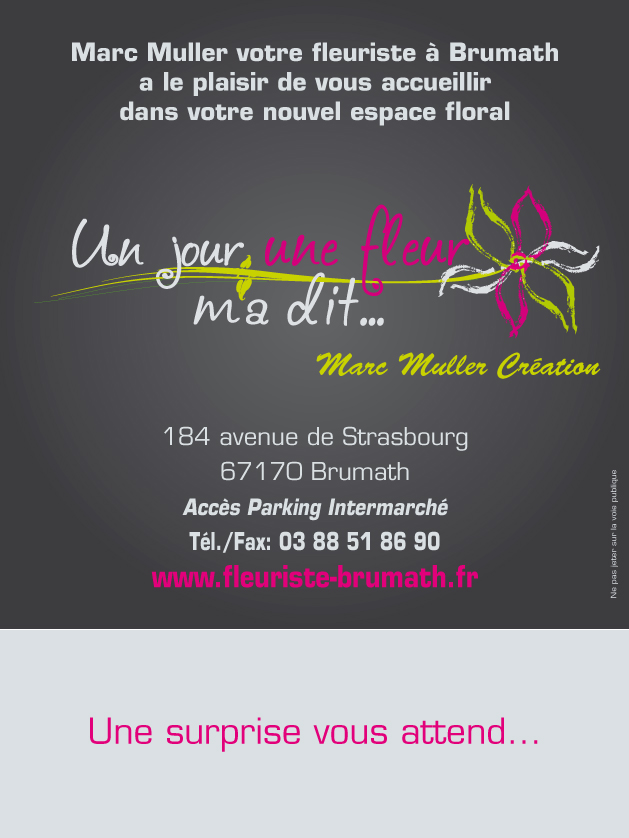 Marc Muller votre fleuriste à Brumath
a le plaisir de vous accueillir
dans votre nouvel espace floral
Un jour une fleur
m'a dit...
Marc Muller Création
184 avenue de Strasbourg
67170 Brumath
Accès Parking Intermarché
Tél./Fax: 03 88 51 86 90
www.fleuriste-brumath.fr
Ne pas jeter sur la voie publique
Une surprise vous attend...